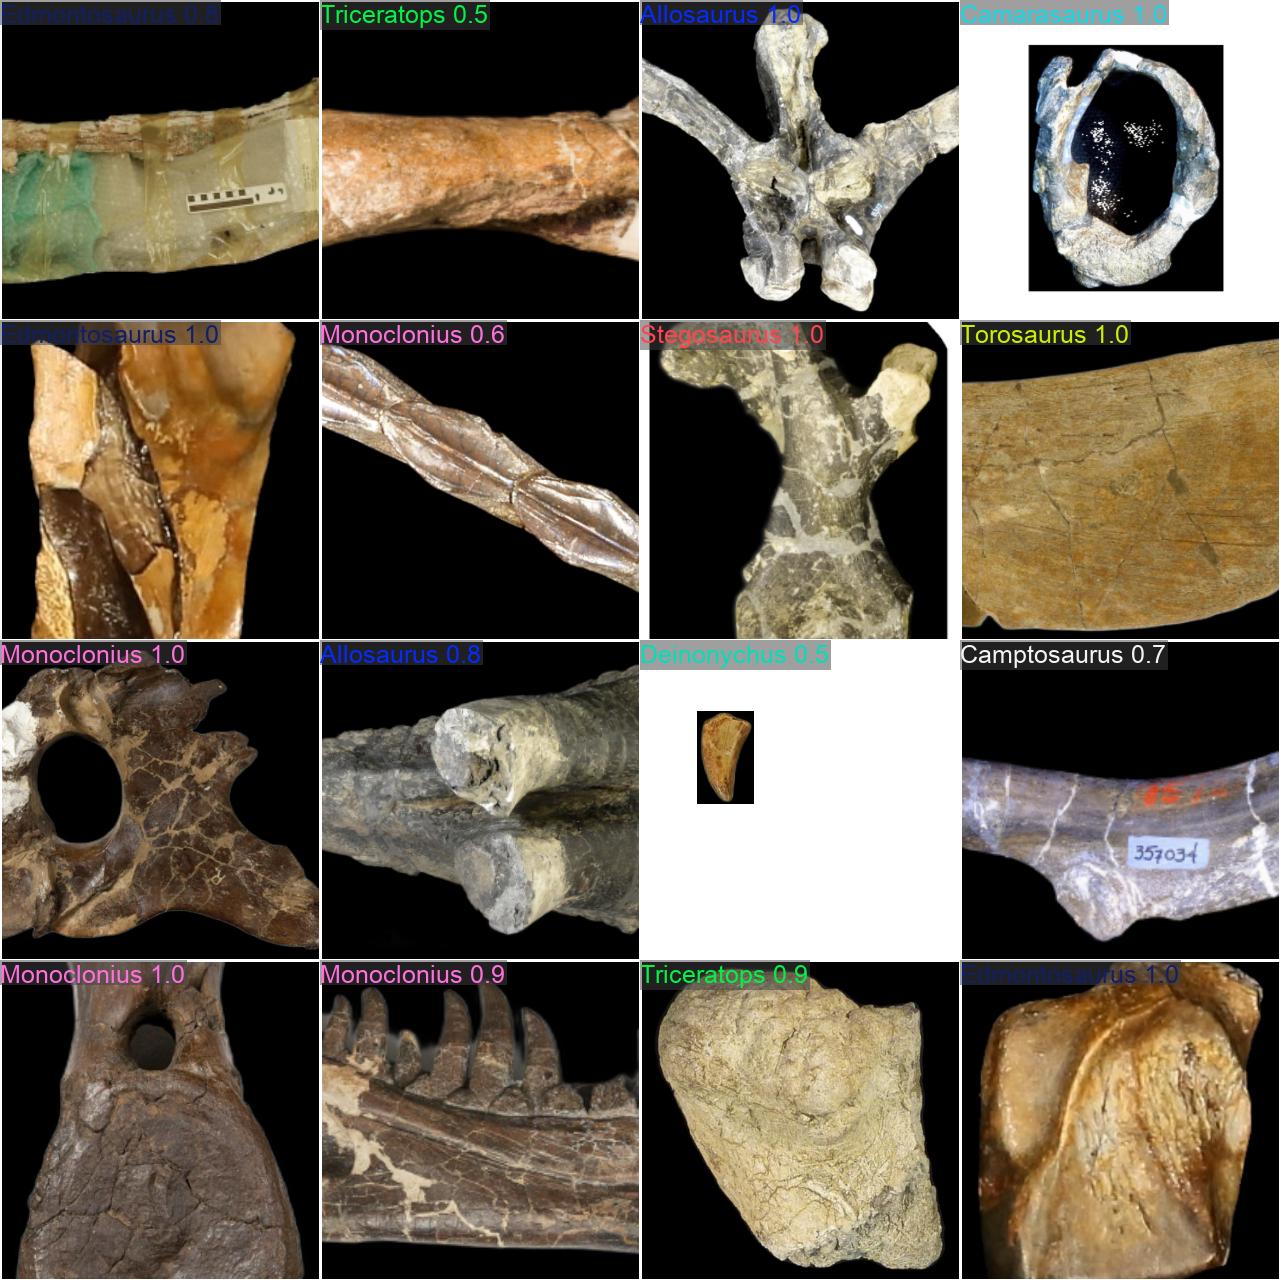 Edmontosaurus 0.8
Triceratops 0.5
Allosaurus 1.0
Camarasaurus 1.0
Edmontosaurus 1.0
Monoclonius 0.6
Stegosaurus 1.0
Torosaurus 1.0
Monoclonius 1.0
Allosaurus 0.8
Deinonychus 0.5
Camptosaurus 0.7
357034
Monoclonius 1.0
Monoclonius 0.9
Triceratops 0.9
Edmontosaurus 1.0